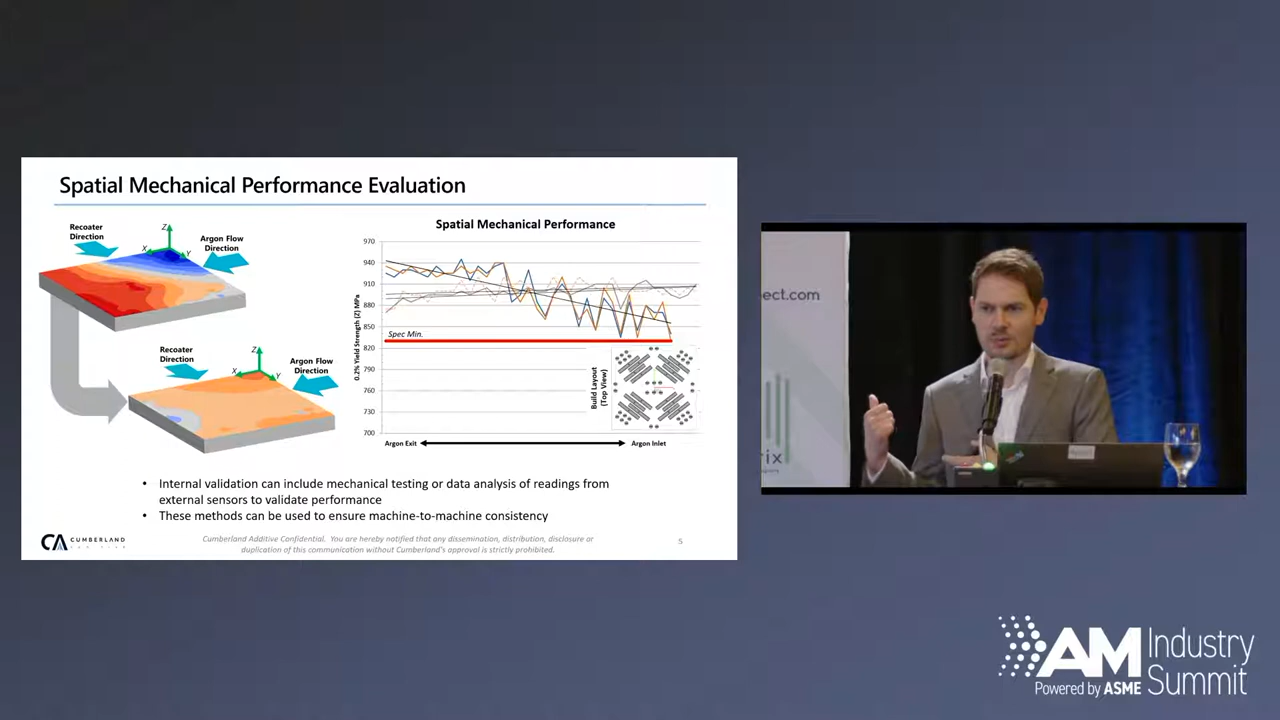 Spatial Mechanical Performance Evaluation
Recoater
Direction
Z
X
Y
Argon Flow
Direction
Recoater
Direction
Z
X
Y
Argon Flow
Direction
Spatial Mechanical Performance
0.2% Yield Strength (Z) MPa
970
940
910
880
850
820
790
760
730
700
Spec Min.
Build Layout
(Top View)
Argon Exit
Argon Inlet
• Internal validation can include mechanical testing or data analysis of readings from
external sensors to validate performance
• These methods can be used to ensure machine-to-machine consistency
CA CUMBERLAND
Cumberland Additive Confidential. You are hereby notified that any dissemination, distribution, disclosure or
duplication of this communication without Cumberland's approval is strictly prohibited.
5
ect.com
rix
AM Industry
Summit
Powered by ASME